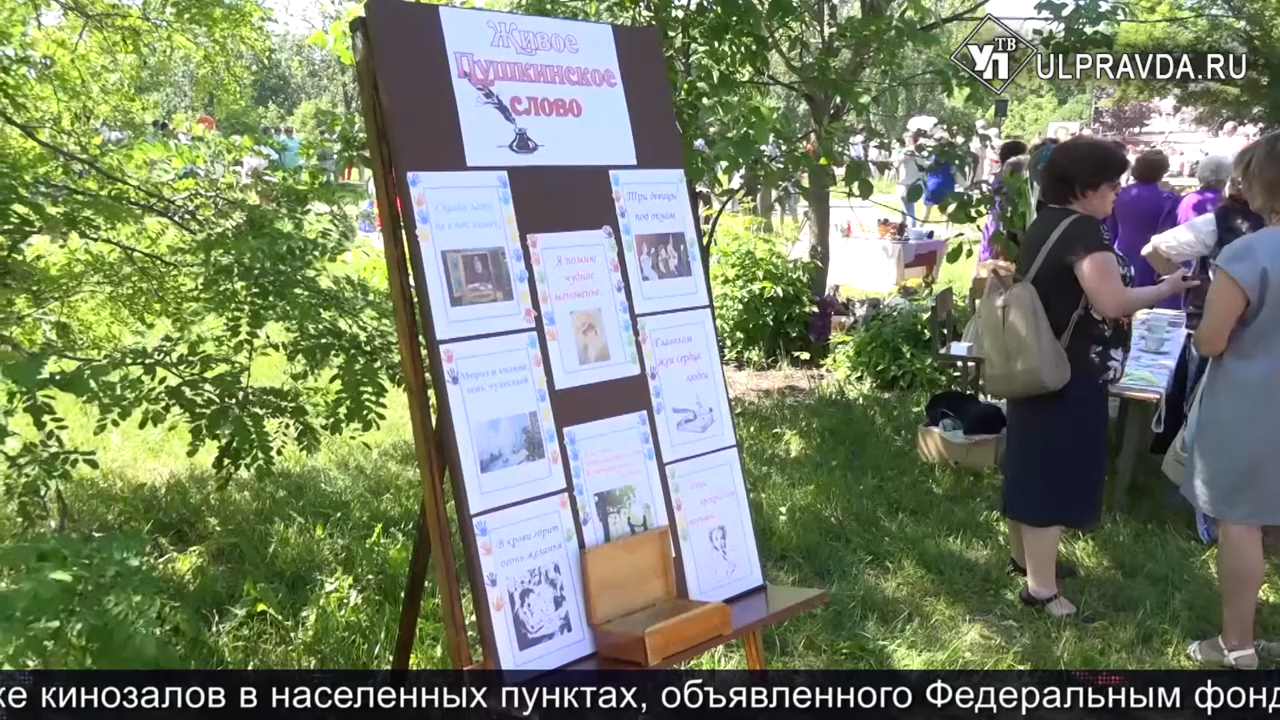 Живое
Пушкинское
слово
ТВ
УП
ULPRAVDA.RU
Три девицы
под окном
Я помню
чудное
мгновенье..
Глаголом
жги сердца
людей
Мороз и солнце,
день чудесный
В крови горит
огонь желанья
же кинозалов в населенных пунктах, объявленного Федеральным фонд